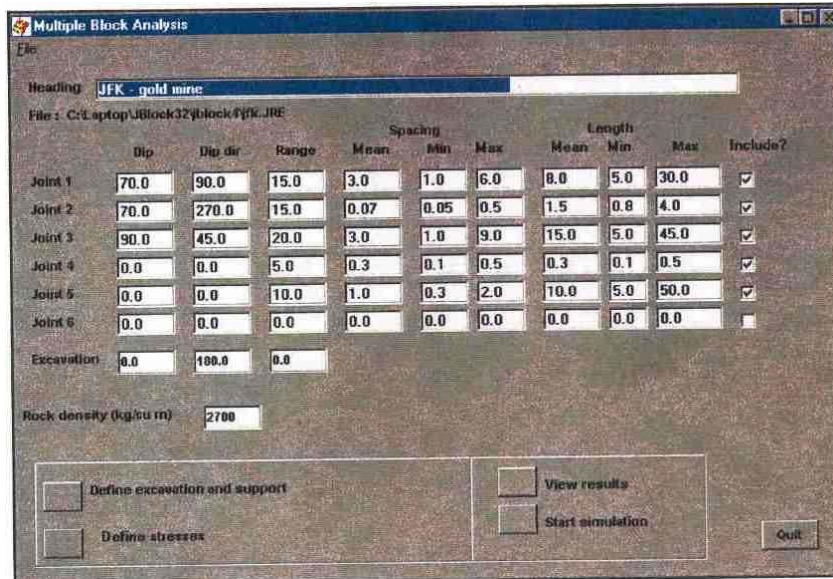 Multiple Block Analysis
File
Heading JFK - gold mine
File : C:\Laptop\JBlock32\jblock4\jfk.JRE
Spacing Length
Dip Dip dir Range Mean Min Max Mean Min Max Include?
Joint 1 70.0 90.0 15.0 3.0 1.0 6.0 8.0 5.0 30.0
Joint 2 70.0 270.0 15.0 0.07 0.05 0.5 1.5 0.8 4.0
Joint 3 90.0 45.0 20.0 3.0 1.0 9.0 15.0 5.0 45.0
Joint 4 0.0 0.0 5.0 0.3 0.1 0.5 0.3 0.1 0.5
Joint 5 0.0 0.0 10.0 1.0 0.3 2.0 10.0 5.0 50.0
Joint 6 0.0 0.0 0.0 0.0 0.0 0.0 0.0 0.0 0.0
Excavation 0.0 180.0 0.0
Rock density (kg/cu m) 2700
Define excavation and support
View results
Start simulation
Define stresses
Quit